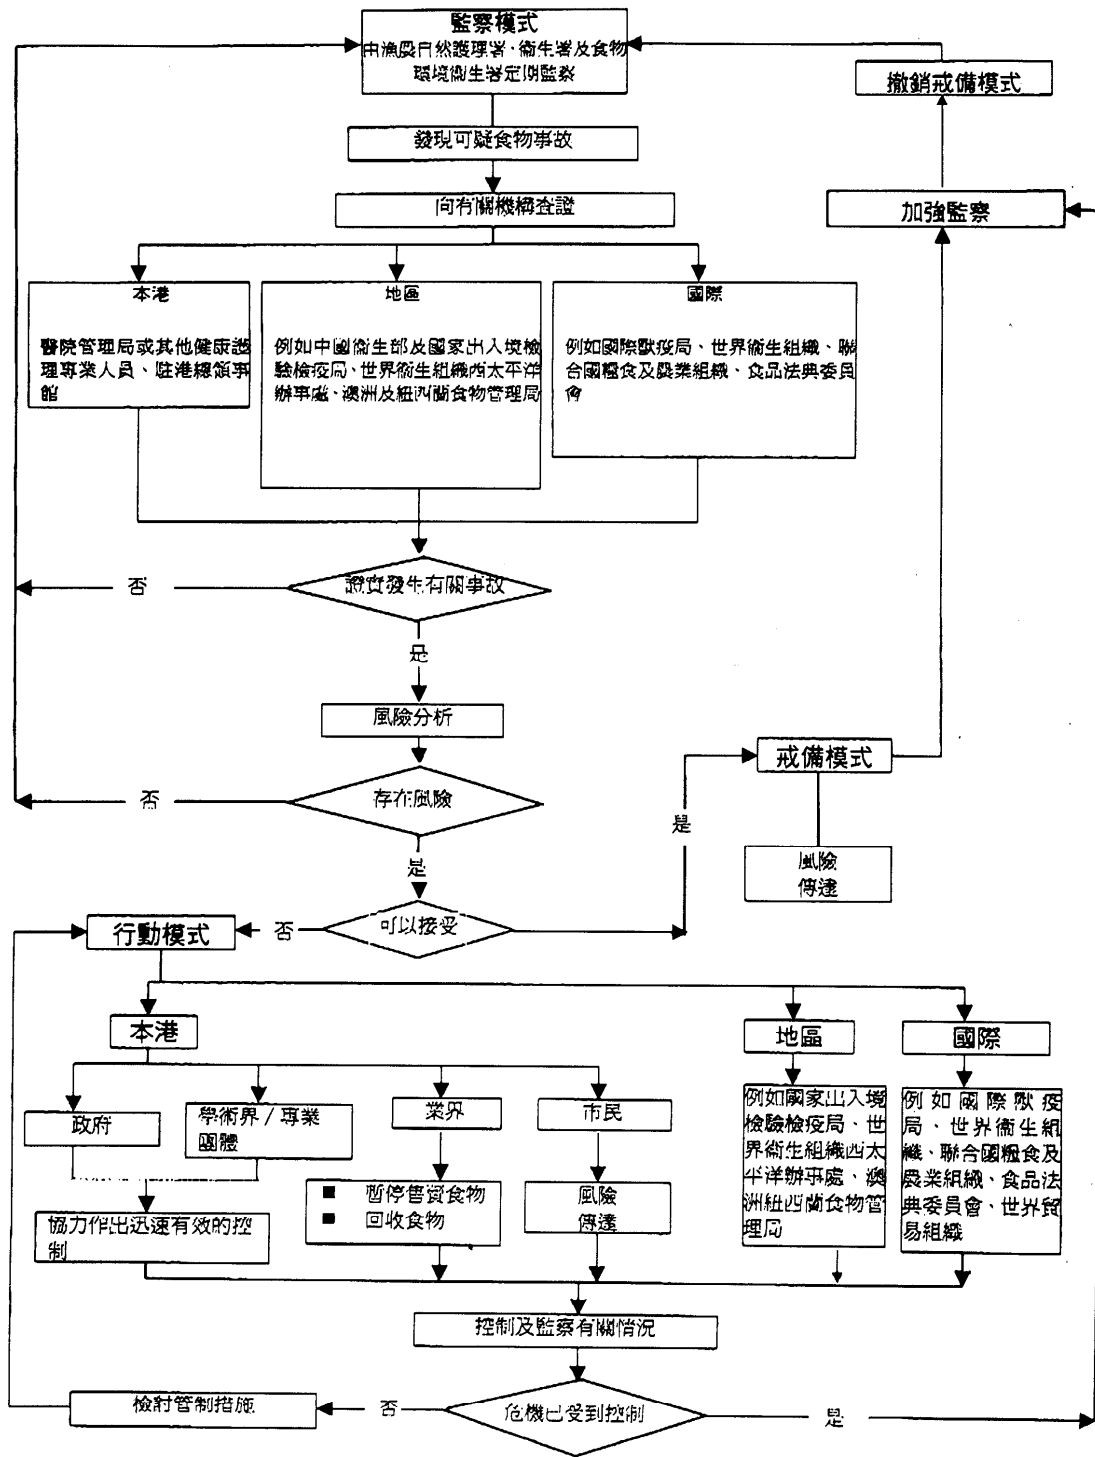 監察模式
由漁農自然護理署、衞生署及食物
環境衞生署定期監察
撤銷戒備模式
發現可疑食物事故
向有關機構查證
加強監察
本港
醫院管理局或其他健康護
理專業人員、駐港總領事
館
地區
例如中國衞生部及國家出入境檢
驗檢疫局、世界衞生組織西太平洋
辦事處、澳洲及紐西蘭食物管理局
國際
例如國際獸疫局、世界衞生組織、聯
合國糧食及農業組織、食品法典委員
會
否
證實發生有關事故
是
風險分析
戒備模式
否
存在風險
是
風險
傳達
是
行動模式
否
可以接受
本港
地區
國際
政府
學術界 / 專業
團體
業界
市民
例如國家出入境
檢驗檢疫局、世
界衞生組織西太
平洋辦事處、澳
洲紐西蘭食物管
理局
例如國際獸疫
局、世界衞生組
織、聯合國糧食及
農業組織、食品法
典委員會、世界貿
易組織
協力作出迅速有效的控
制
■ 暫停售賣食物
■ 回收食物
風險
傳達
控制及監察有關情況
檢討管制措施
否
危機已受到控制
是